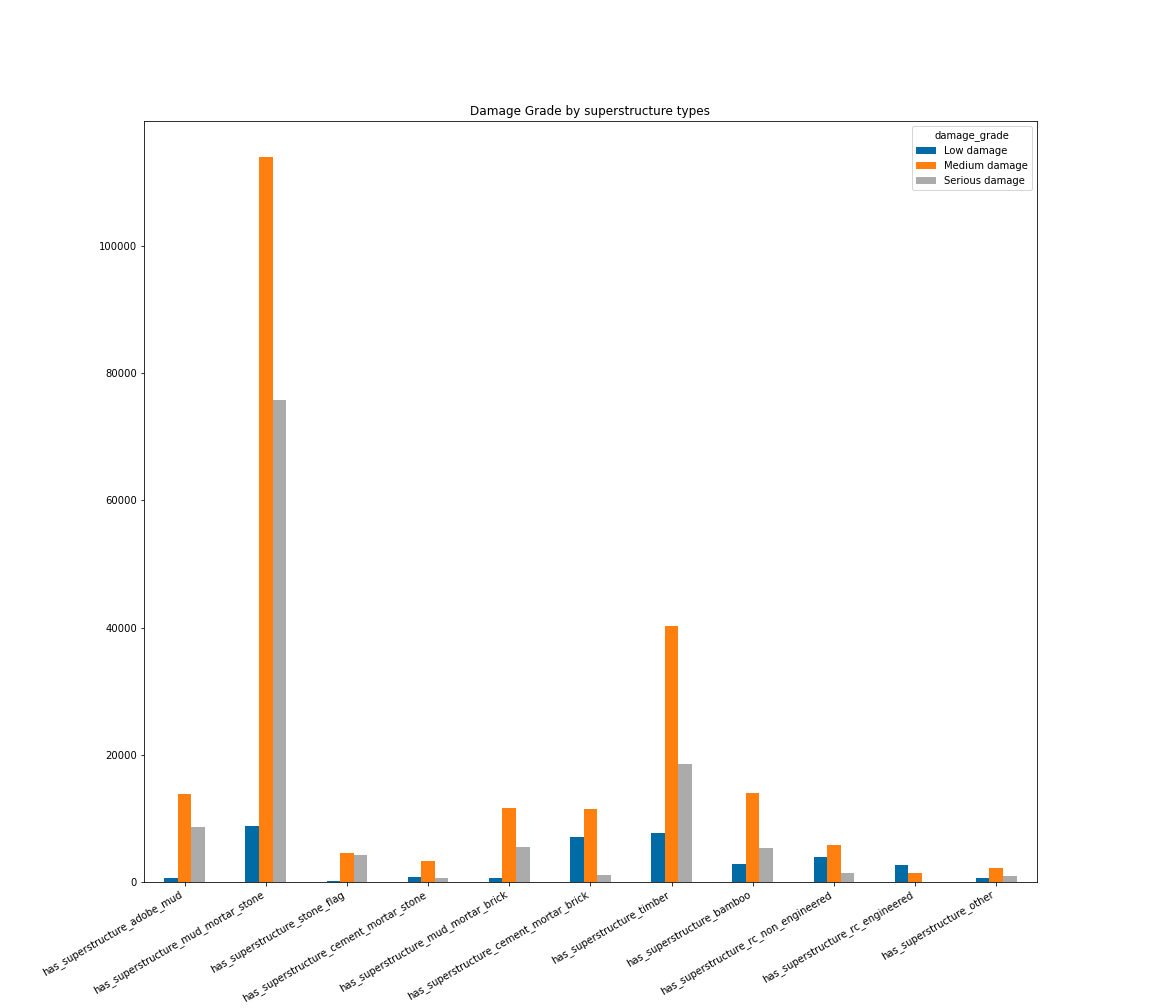 Damage Grade by superstructure types
damage_grade
Low damage
Medium damage
Serious damage
100000
80000
60000
40000
20000
0
has_superstructure_adobe_mud
has_superstructure_mud_mortar_stone
has_superstructure_stone_flag
has_superstructure_cement_mortar_stone
has_superstructure_mud_mortar_brick
has_superstructure_cement_mortar_brick
has_superstructure_timber
has_superstructure_bamboo
has_superstructure_rc_non_engineered
has_superstructure_rc_engineered
has_superstructure_other